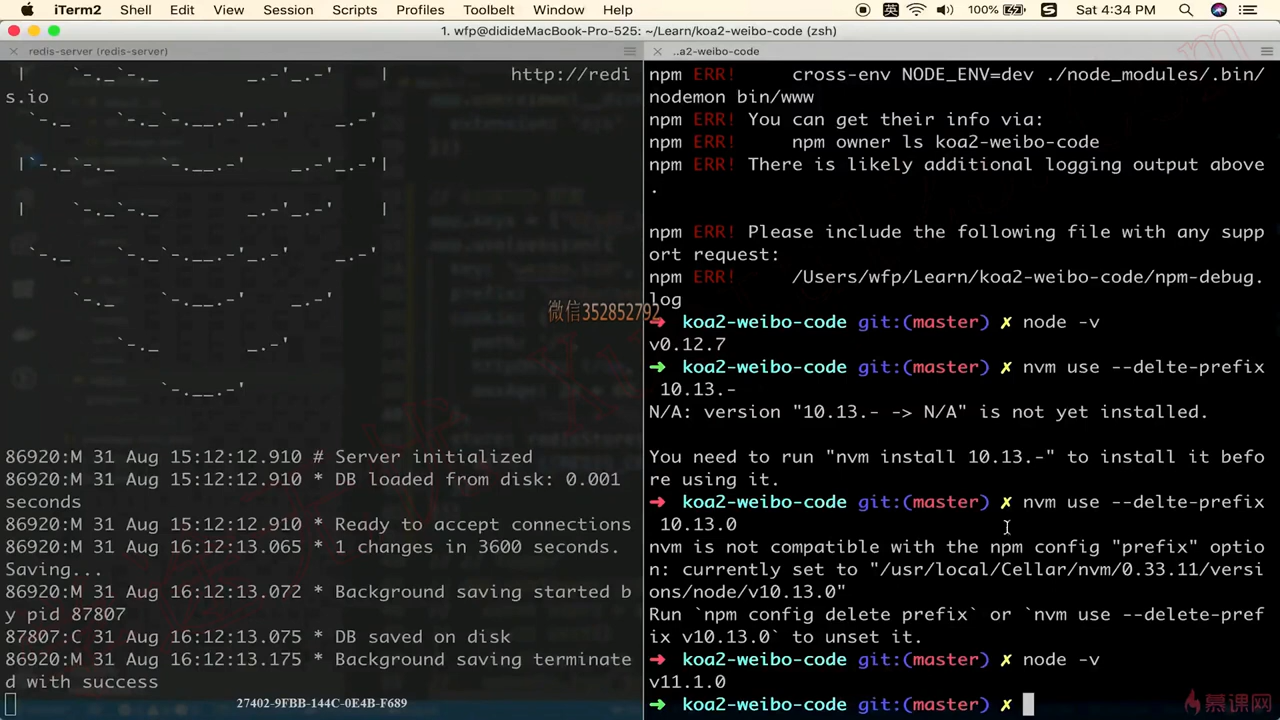 iTerm2 Shell Edit View Session Scripts Profiles Toolbelt Window Help 英 100% Sat 4:34 PM
1. wfp@didideMacBook-Pro-525: ~/Learn/koa2-weibo-code (zsh)
redis-server (redis-server)
..a2-weibo-code
|    `-._`-._        _.-'_.-'    |           http://redi
s.io
  `-._    `-._`-.__.-'_.-'    _.-'
|`-._`-._    `-.__.-'    _.-'_.-'|
|    `-._`-._        _.-'_.-'    |
  `-._    `-._`-.__.-'_.-'    _.-'
      `-._    `-.__.-'    _.-'
          `-._        _.-'
              `-.__.-'
86920:M 31 Aug 15:12:12.910 # Server initialized
86920:M 31 Aug 15:12:12.910 * DB loaded from disk: 0.001
seconds
86920:M 31 Aug 15:12:12.910 * Ready to accept connections
86920:M 31 Aug 16:12:13.065 * 1 changes in 3600 seconds.
Saving...
86920:M 31 Aug 16:12:13.072 * Background saving started b
y pid 87807
87807:C 31 Aug 16:12:13.075 * DB saved on disk
86920:M 31 Aug 16:12:13.175 * Background saving terminate
d with success
27402-9FBB-144C-0E4B-F689
npm ERR!     cross-env NODE_ENV=dev ./node_modules/.bin/
nodemon bin/www
npm ERR! You can get their info via:
npm ERR!     npm owner ls koa2-weibo-code
npm ERR! There is likely additional logging output above
.
npm ERR! Please include the following file with any supp
ort request:
npm ERR!     /Users/wfp/Learn/koa2-weibo-code/npm-debug.
log
➜  koa2-weibo-code git:(master) ✗ node -v
v0.12.7
➜  koa2-weibo-code git:(master) ✗ nvm use --delte-prefix
 10.13.-
N/A: version "10.13.- -> N/A" is not yet installed.
You need to run "nvm install 10.13.-" to install it befo
re using it.
➜  koa2-weibo-code git:(master) ✗ nvm use --delte-prefix
 10.13.0
nvm is not compatible with the npm config "prefix" optio
n: currently set to "/usr/local/Cellar/nvm/0.33.11/versi
ons/node/v10.13.0"
Run `npm config delete prefix` or `nvm use --delete-pref
ix v10.13.0` to unset it.
➜  koa2-weibo-code git:(master) ✗ node -v
v11.1.0
➜  koa2-weibo-code git:(master) ✗
微信352852792
慕课网